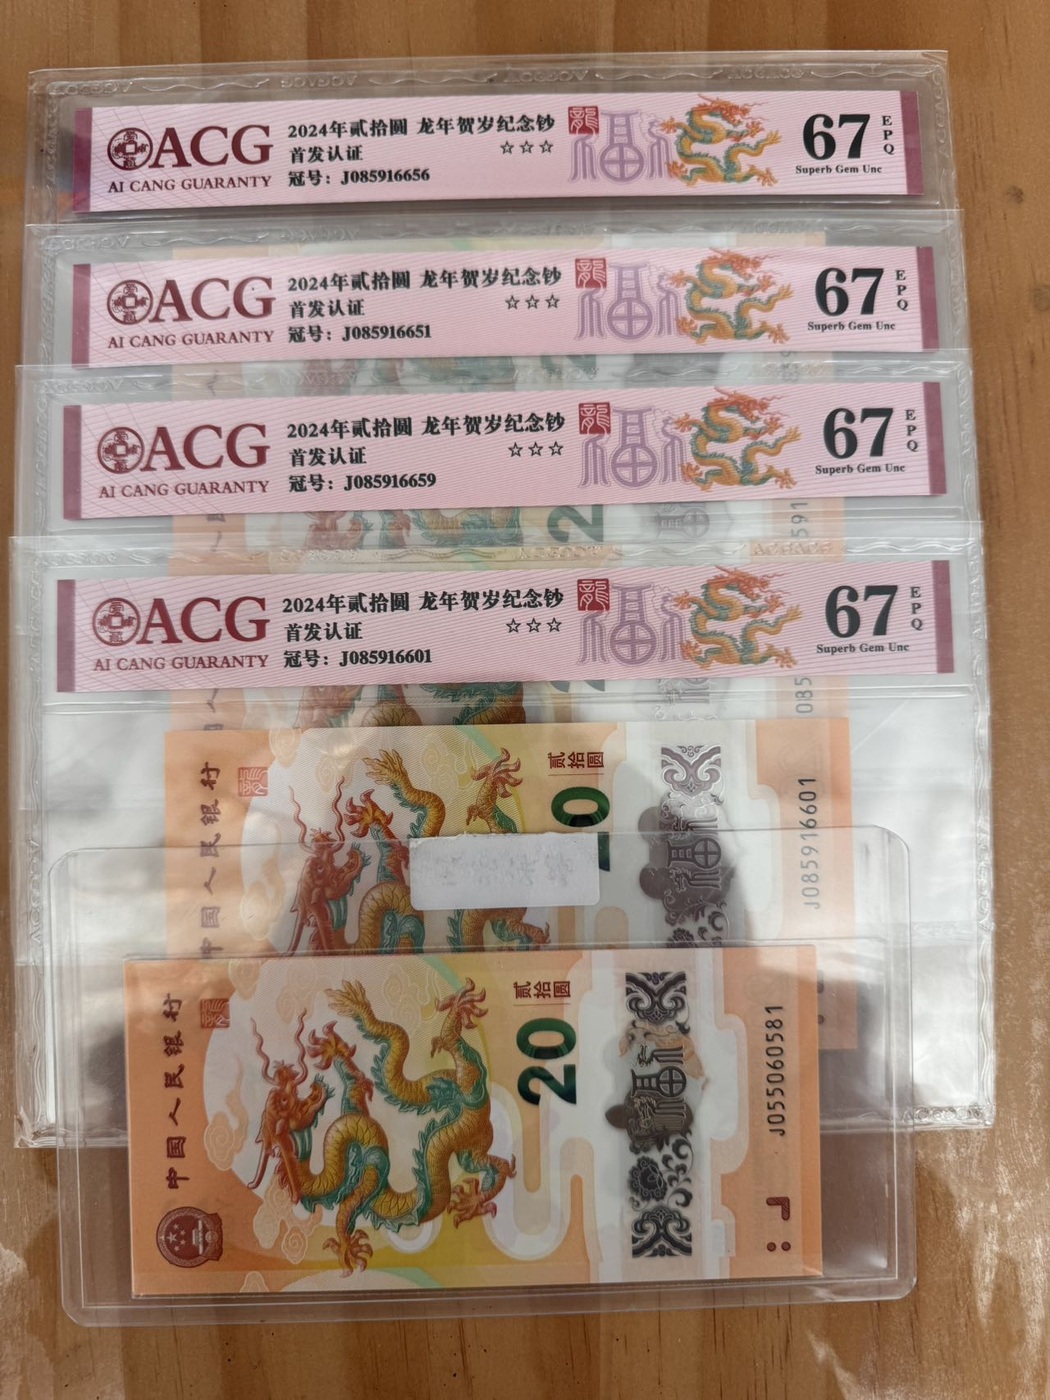 ACG
AI CANG GUARANTY
2024年贰拾圆 龙年贺岁纪念钞
首发认证 ☆☆☆
冠号：J085916656
67 EPQ
Superb Gem Unc
ACG
AI CANG GUARANTY
2024年贰拾圆 龙年贺岁纪念钞
首发认证 ☆☆☆
冠号：J085916651
67 EPQ
Superb Gem Unc
ACG
AI CANG GUARANTY
2024年贰拾圆 龙年贺岁纪念钞
首发认证 ☆☆☆
冠号：J085916659
67 EPQ
Superb Gem Unc
2
591
ACG
AI CANG GUARANTY
2024年贰拾圆 龙年贺岁纪念钞
首发认证 ☆☆☆
冠号：J085916601
67 EPQ
Superb Gem Unc
085
中国人民银行
贰拾圆
20
福
J085916601
中国人民银行
贰拾圆
20
福
J055060581